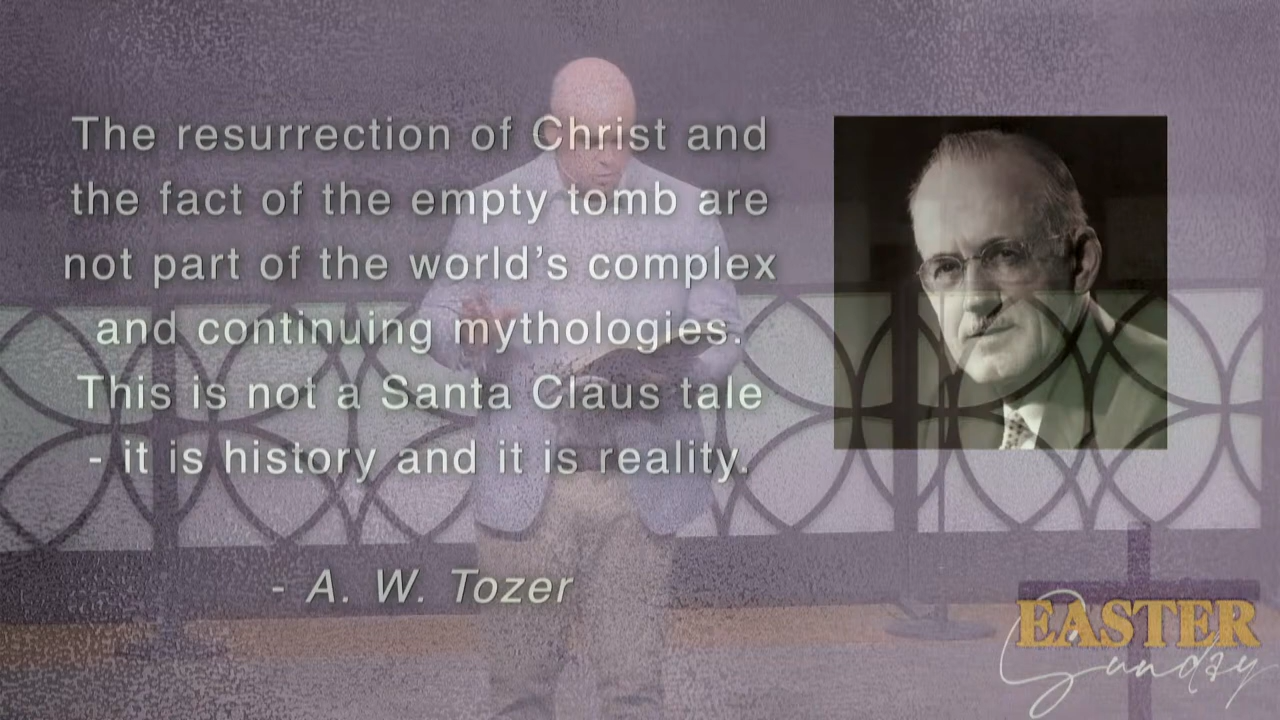 The resurrection of Christ and
the fact of the empty tomb are
not part of the world’s complex
and continuing mythologies.
This is not a Santa Claus tale
- it is history and it is reality.
- A. W. Tozer
EASTER
Sunday